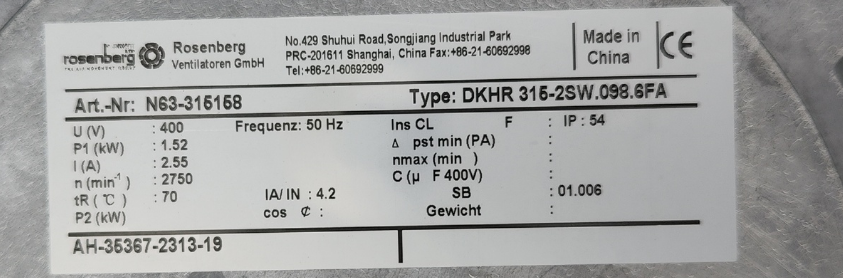 rosenberg
Rosenberg
Ventilatoren GmbH
No.429 Shuhui Road,Songjiang Industrial Park
PRC-201611 Shanghai, China Fax:+86-21-60692998
Tel:+86-21-60692999
Made in
China
CE
Art.-Nr: N63-315158 Type: DKHR 315-2SW.098.6FA
U (V) : 400 Frequenz: 50 Hz Ins CL F : IP : 54
P1 (kW) : 1.52 Δ pst min (PA) :
I (A) : 2.55 nmax (min ) :
n (min⁻¹ ) : 2750 C (μ F 400V) :
tR ( °C ) : 70 IA/ IN : 4.2 SB : 01.006
P2 (kW) cos ¢ : Gewicht :
AH-35367-2313-19